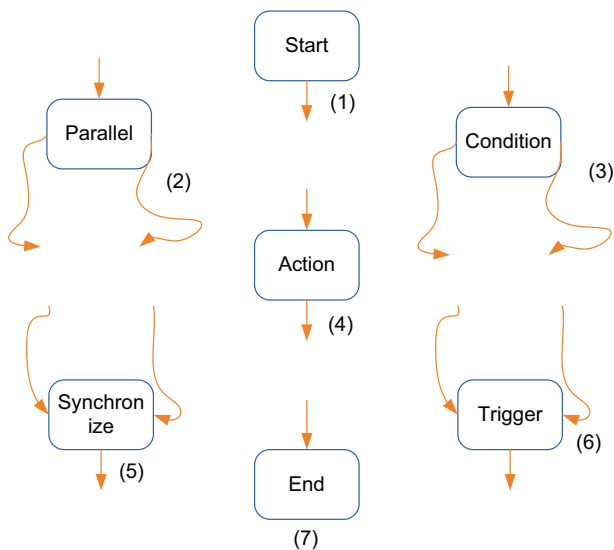 Start
(1)
Parallel
(2)
Condition
(3)
Action
(4)
Synchron
ize
(5)
Trigger
(6)
End
(7)